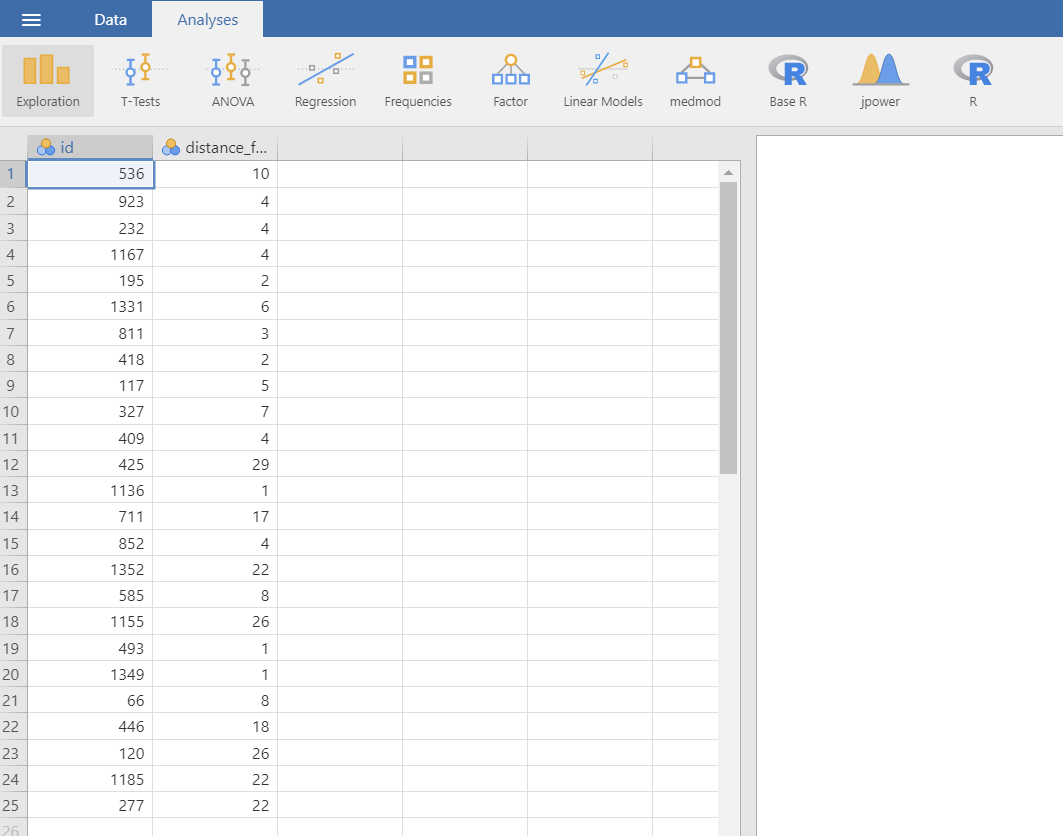 Data Analyses
Exploration T-Tests ANOVA Regression Frequencies Factor Linear Models medmod Base R jpower R
id distance_f...
1 536 10
2 923 4
3 232 4
4 1167 4
5 195 2
6 1331 6
7 811 3
8 418 2
9 117 5
10 327 7
11 409 4
12 425 29
13 1136 1
14 711 17
15 852 4
16 1352 22
17 585 8
18 1155 26
19 493 1
20 1349 1
21 66 8
22 446 18
23 120 26
24 1185 22
25 277 22
26